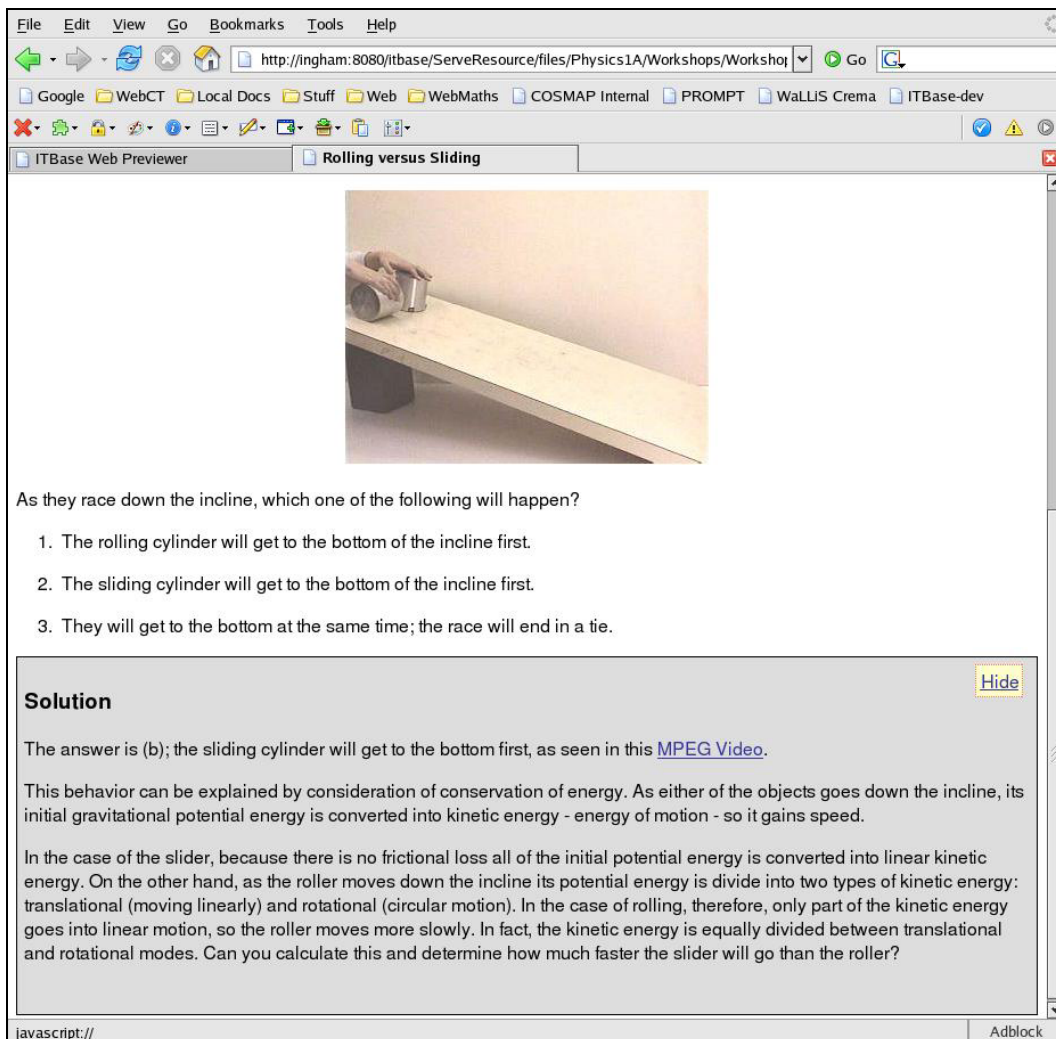 File Edit View Go Bookmarks Tools Help
http://ingham:8080/itbase/ServeResource/files/Physics1A/Workshops/Workshop Go G
Google WebCT Local Docs Stuff Web WebMaths COSMAP Internal PROMPT WaLLiS Crema ITBase-dev
ITBase Web Previewer Rolling versus Sliding
As they race down the incline, which one of the following will happen?
1. The rolling cylinder will get to the bottom of the incline first.
2. The sliding cylinder will get to the bottom of the incline first.
3. They will get to the bottom at the same time; the race will end in a tie.
Hide
Solution
The answer is (b); the sliding cylinder will get to the bottom first, as seen in this MPEG Video.
This behavior can be explained by consideration of conservation of energy. As either of the objects goes down the incline, its
initial gravitational potential energy is converted into kinetic energy - energy of motion - so it gains speed.
In the case of the slider, because there is no frictional loss all of the initial potential energy is converted into linear kinetic
energy. On the other hand, as the roller moves down the incline its potential energy is divide into two types of kinetic energy:
translational (moving linearly) and rotational (circular motion). In the case of rolling, therefore, only part of the kinetic energy
goes into linear motion, so the roller moves more slowly. In fact, the kinetic energy is equally divided between translational
and rotational modes. Can you calculate this and determine how much faster the slider will go than the roller?
javascript:// Adblock